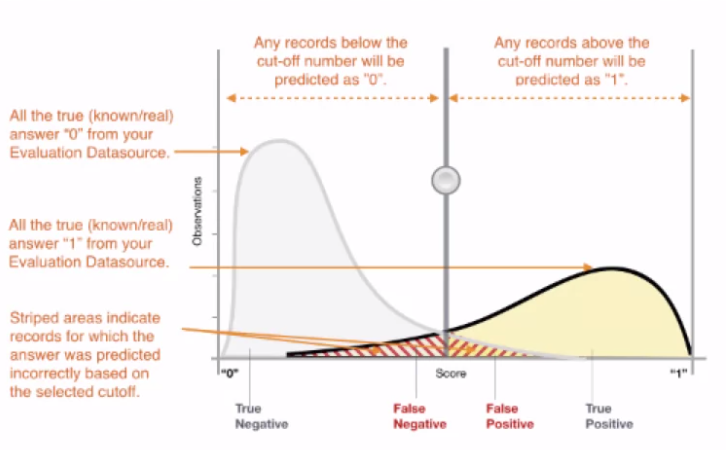 Any records below the
cut-off number will be
predicted as "0".
Any records above the
cut-off number will be
predicted as "1".
All the true (known/real)
answer "0" from your
Evaluation Datasource.
All the true (known/real)
answer "1" from your
Evaluation Datasource.
Striped areas indicate
records for which the
answer was predicted
incorrectly based on
the selected cutoff.
Observations
"0"
Score
"1"
True
Negative
False
Negative
False
Positive
True
Positive